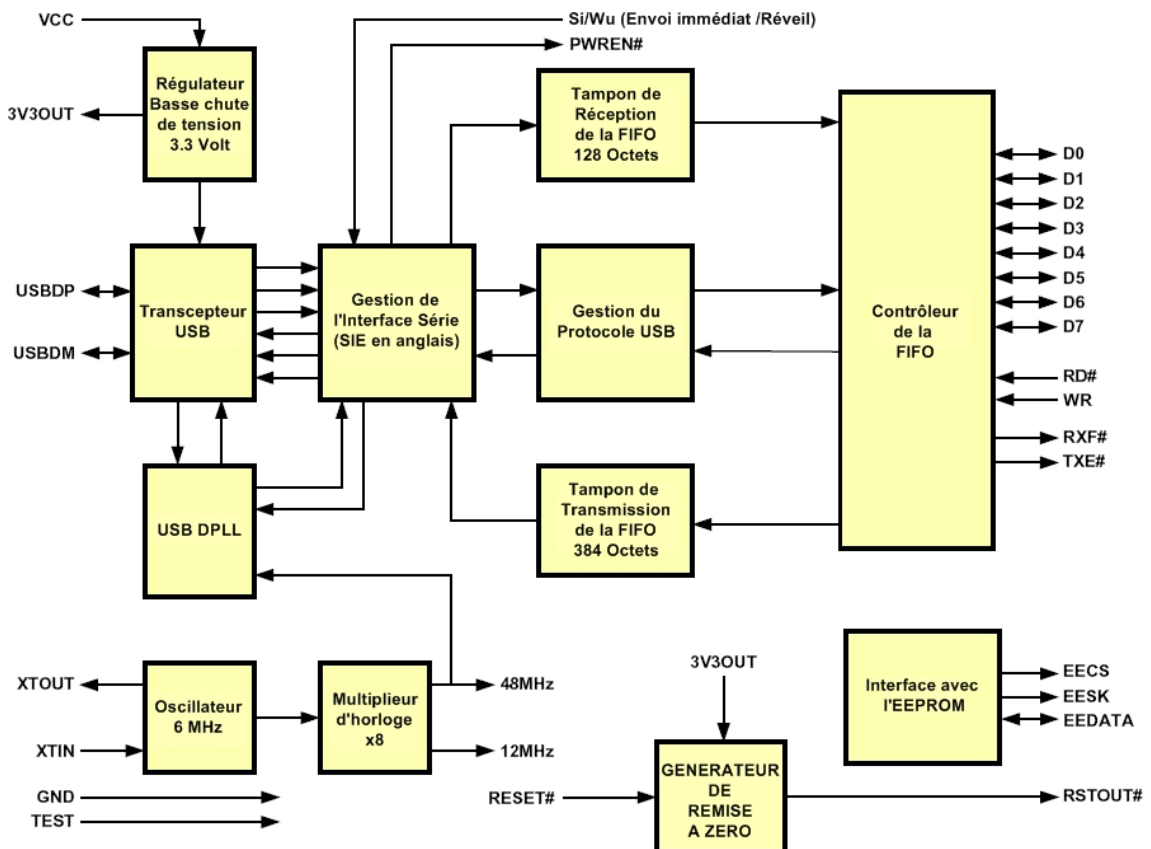 VCC
Si/Wu (Envoi immédiat /Réveil)
PWREN#
Régulateur
Basse chute
de tension
3.3 Volt
3V3OUT
Tampon de
Réception
de la FIFO
128 Octets
D0
D1
D2
D3
D4
D5
D6
D7
USBDP
USBDM
Transcepteur
USB
Gestion de
l'Interface Série
(SIE en anglais)
Gestion du
Protocole USB
Contrôleur
de la
FIFO
RD#
WR
RXF#
TXE#
USB DPLL
Tampon de
Transmission
de la FIFO
384 Octets
XTOUT
XTIN
Oscillateur
6 MHz
Multiplieur
d'horloge
x8
48MHz
12MHz
3V3OUT
Interface avec
l'EEPROM
EECS
EESK
EEDATA
GND
TEST
RESET#
GENERATEUR
DE
REMISE
A ZERO
RSTOUT#